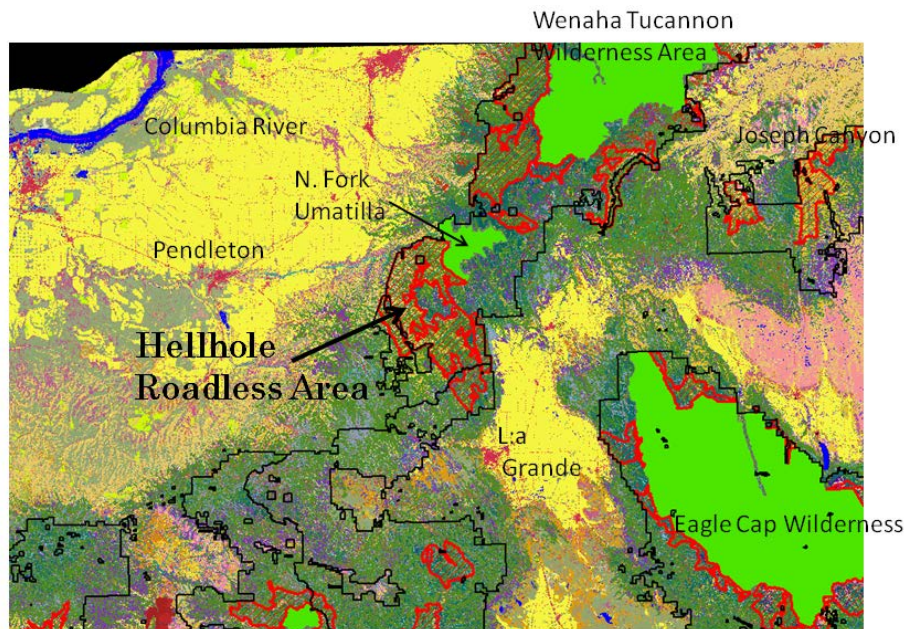 Wenaha Tucannon
Wilderness Area
Columbia River
Joseph Canyon
N. Fork
Umatilla
Pendleton
Hellhole
Roadless Area
L:a
Grande
Eagle Cap Wilderness